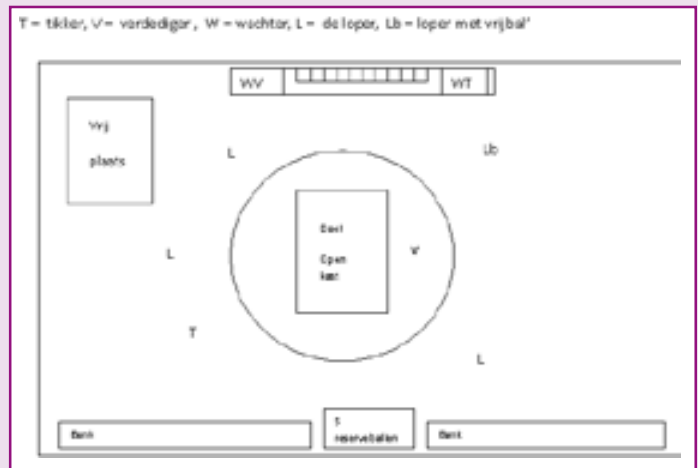 T = tikker, V = verdediger, W = wachter, L = de loper, Lb = loper met vrijbal'
WV
WT
Vrij
plaats
L
Lb
Doel
Open
kast
V
L
T
L
Bank
5
reserveballen
Bank